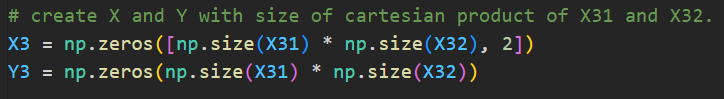 # create X and Y with size of cartesian product of X31 and X32.
X3 = np.zeros([np.size(X31) * np.size(X32), 2])
Y3 = np.zeros(np.size(X31) * np.size(X32))